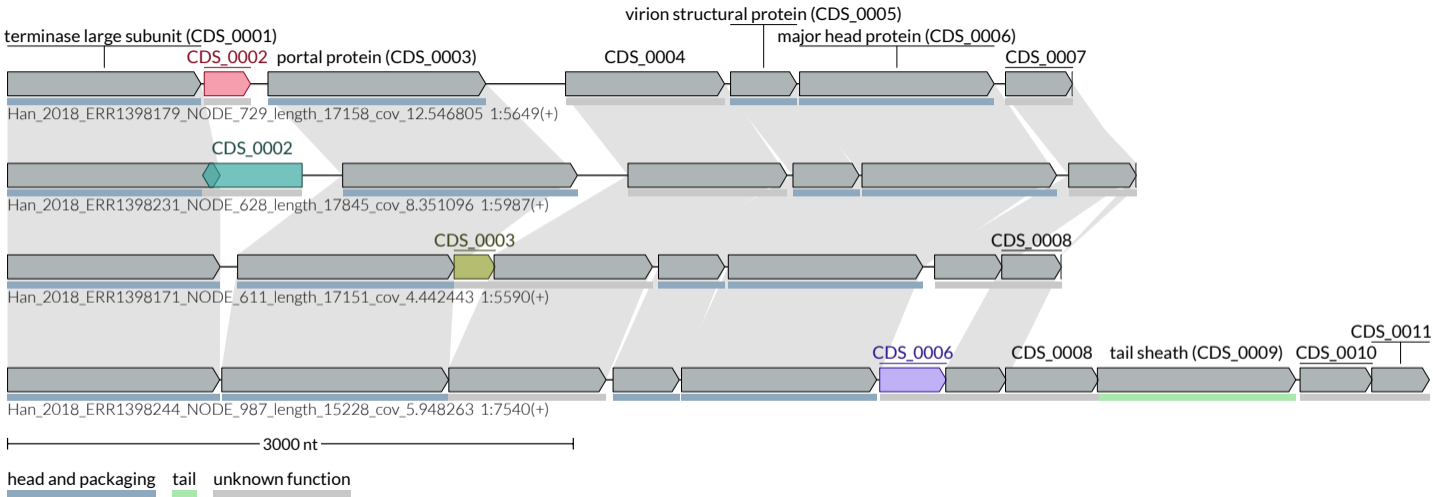 virion structural protein (CDS_0005)
terminase large subunit (CDS_0001)
major head protein (CDS_0006)
CDS_0002
portal protein (CDS_0003)
CDS_0004
CDS_0007
Han_2018_ERR1398179_NODE_729_length_17158_cov_12.546805 1:5649(+)
CDS_0002
Han_2018_ERR1398231_NODE_628_length_17845_cov_8.351096 1:5987(+)
CDS_0003
CDS_0008
Han_2018_ERR1398171_NODE_611_length_17151_cov_4.442443 1:5590(+)
CDS_0011
CDS_0006
CDS_0008
tail sheath (CDS_0009)
CDS_0010
Han_2018_ERR1398244_NODE_987_length_15228_cov_5.948263 1:7540(+)
3000 nt
head and packaging
tail
unknown function